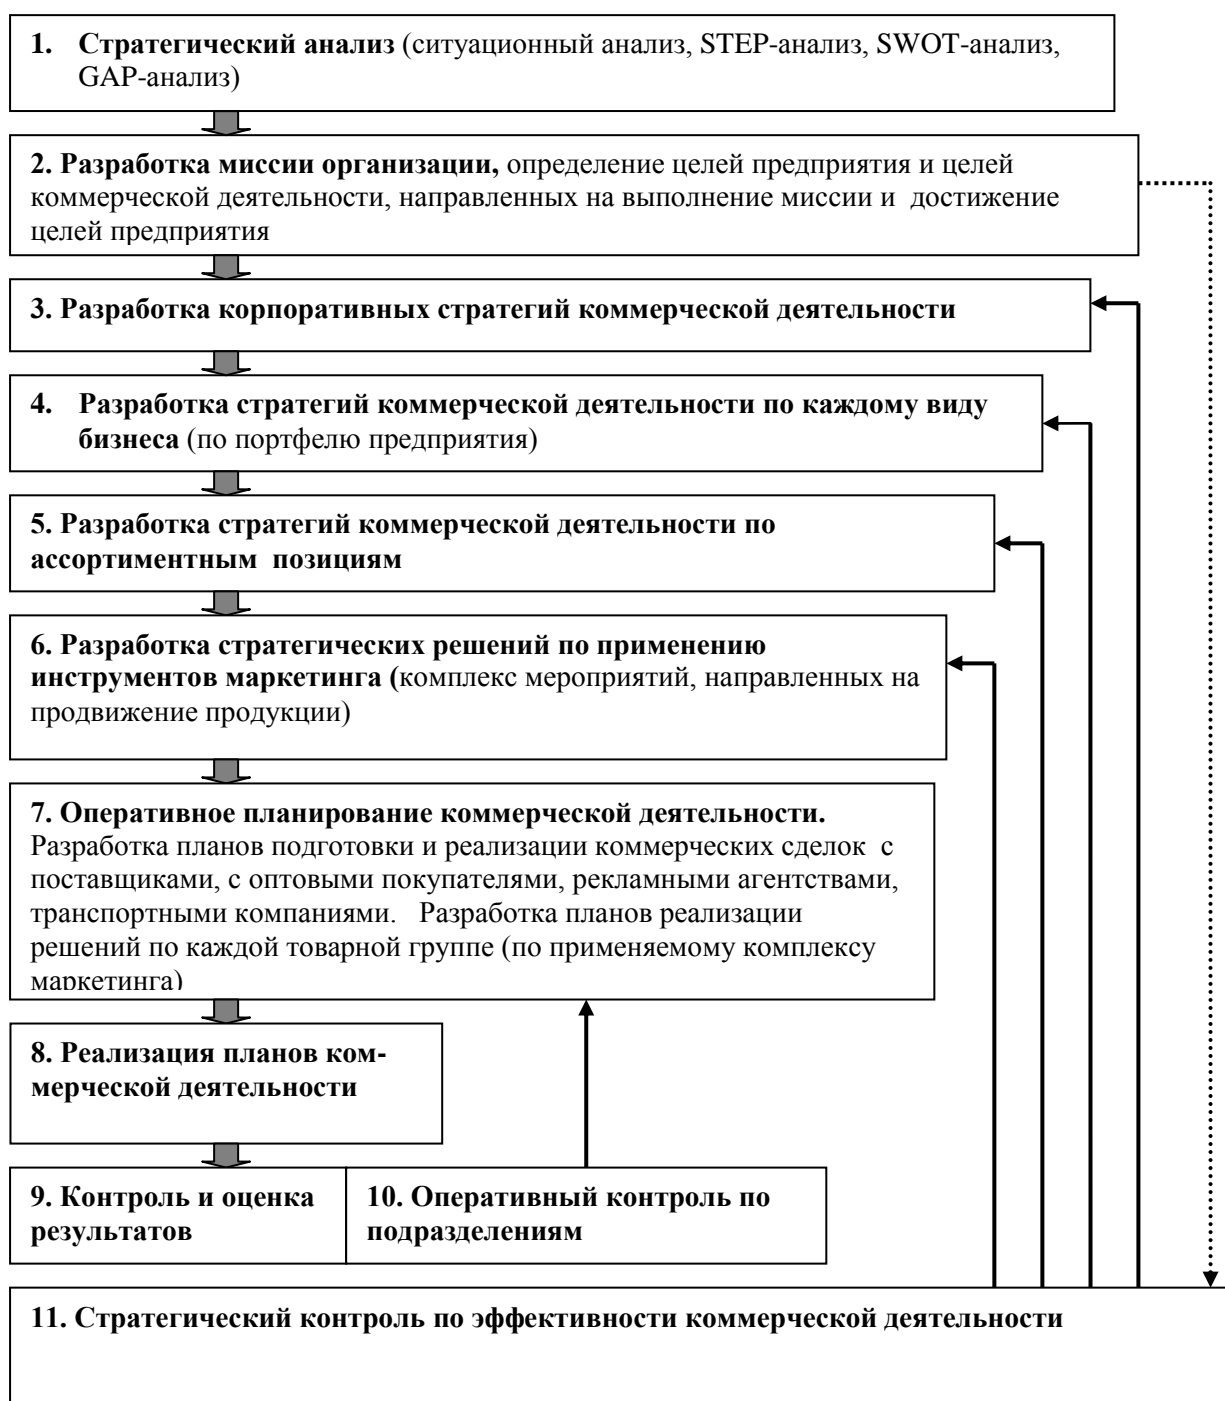 1. Стратегический анализ (ситуационный анализ, STEP-анализ, SWOT-анализ,
GAP-анализ)
2. Разработка миссии организации, определение целей предприятия и целей
коммерческой деятельности, направленных на выполнение миссии и достижение
целей предприятия
3. Разработка корпоративных стратегий коммерческой деятельности
4. Разработка стратегий коммерческой деятельности по каждому виду
бизнеса (по портфелю предприятия)
5. Разработка стратегий коммерческой деятельности по
ассортиментным позициям
6. Разработка стратегических решений по применению
инструментов маркетинга (комплекс мероприятий, направленных на
продвижение продукции)
7. Оперативное планирование коммерческой деятельности.
Разработка планов подготовки и реализации коммерческих сделок с
поставщиками, с оптовыми покупателями, рекламными агентствами,
транспортными компаниями. Разработка планов реализации
решений по каждой товарной группе (по применяемому комплексу
маркетинга)
8. Реализация планов ком-
мерческой деятельности
9. Контроль и оценка
результатов
10. Оперативный контроль по
подразделениям
11. Стратегический контроль по эффективности коммерческой деятельности